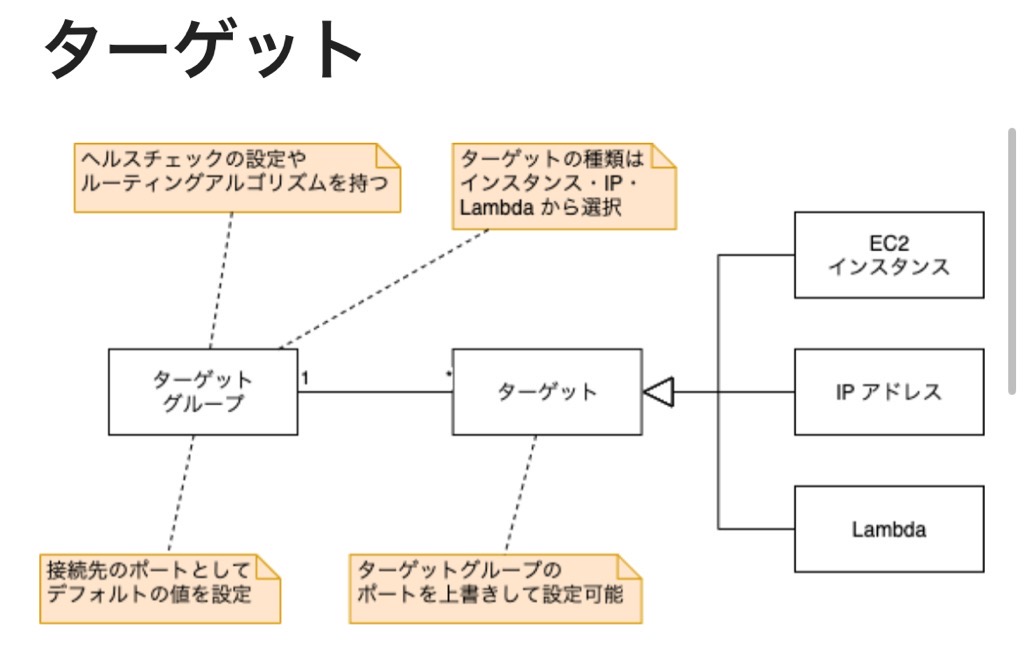 ターゲット
ヘルスチェックの設定や
ルーティングアルゴリズムを持つ
ターゲットの種類は
インスタンス・IP・
Lambda から選択
EC2
インスタンス
ターゲット
グループ
1
*
ターゲット
IP アドレス
Lambda
接続先のポートとして
デフォルトの値を設定
ターゲットグループの
ポートを上書きして設定可能